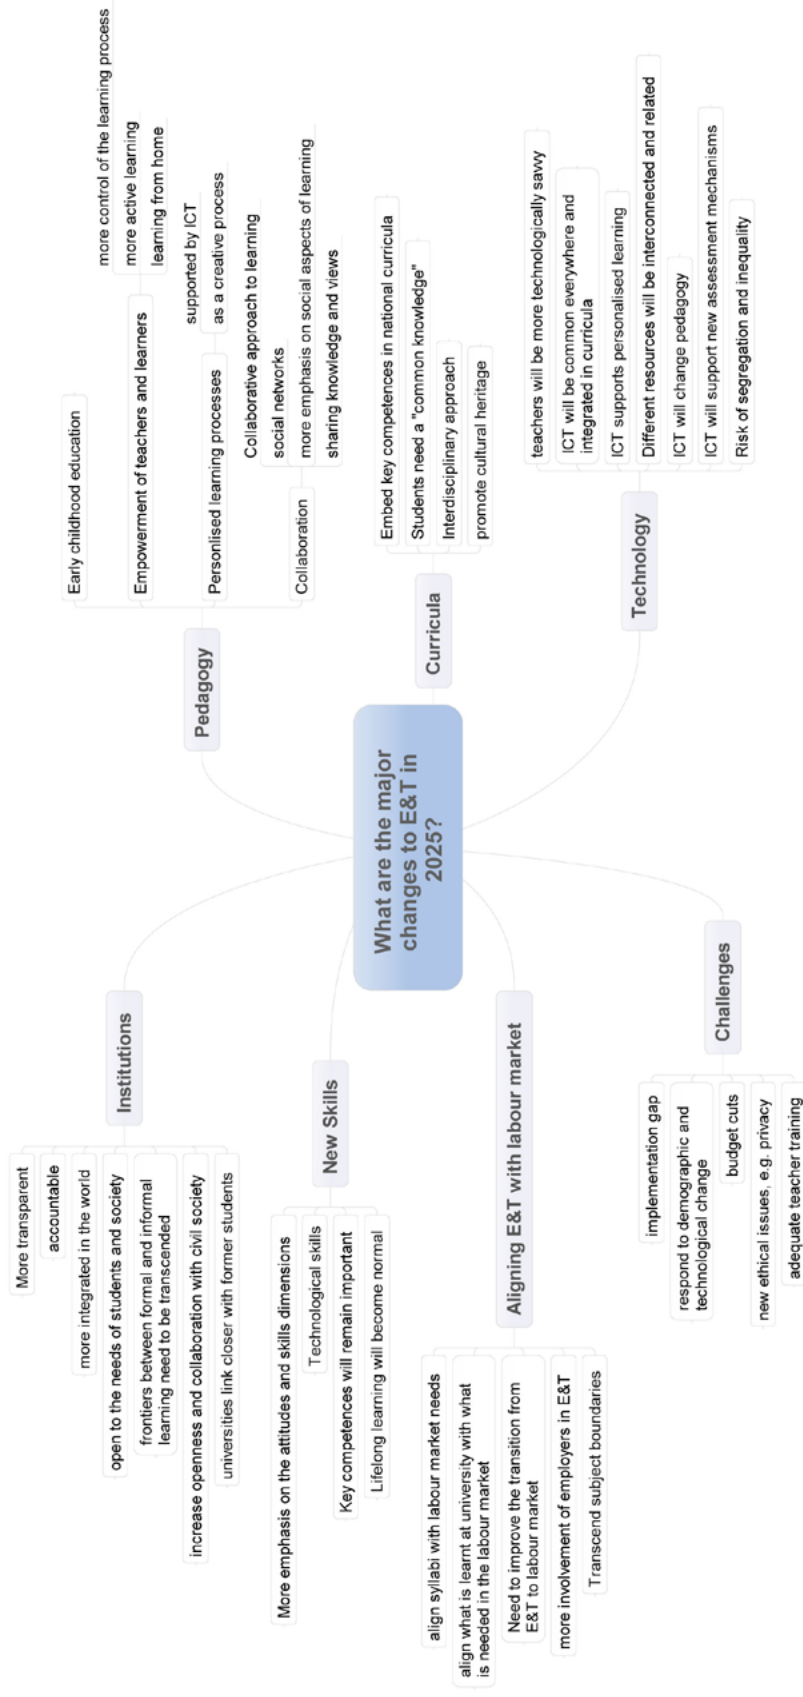 What are the major
changes to E&T in
2025?
Pedagogy
Early childhood education
Empowerment of teachers and learners
more control of the learning process
more active learning
learning from home
Personlised learning processes
supported by ICT
as a creative process
Collaboration
Collaborative approach to learning
social networks
more emphasis on social aspects of learning
sharing knowledge and views
Curricula
Embed key competences in national curricula
Students need a "common knowledge"
Interdisciplinary approach
promote cultural heritage
Technology
teachers will be more technologically savvy
ICT will be common everywhere and
integrated in curricula
ICT supports personalised learning
Different resources will be interconnected and related
ICT will change pedagogy
ICT will support new assessment mechanisms
Risk of segregation and inequality
Institutions
More transparent
accountable
more integrated in the world
open to the needs of students and society
frontiers between formal and informal
learning need to be transcended
increase openness and collaboration with civil society
universities link closer with former students
New Skills
More emphasis on the attitudes and skills dimensions
Technological skills
Key competences will remain important
Lifelong learning will become normal
Aligning E&T with labour market
align syllabi with labour market needs
align what is learnt at university with what
is needed in the labour market
Need to improve the transition from
E&T to labour market
more involvement of employers in E&T
Transcend subject boundaries
Challenges
implementation gap
respond to demographic and
technological change
budget cuts
new ethical issues, e.g. privacy
adequate teacher training